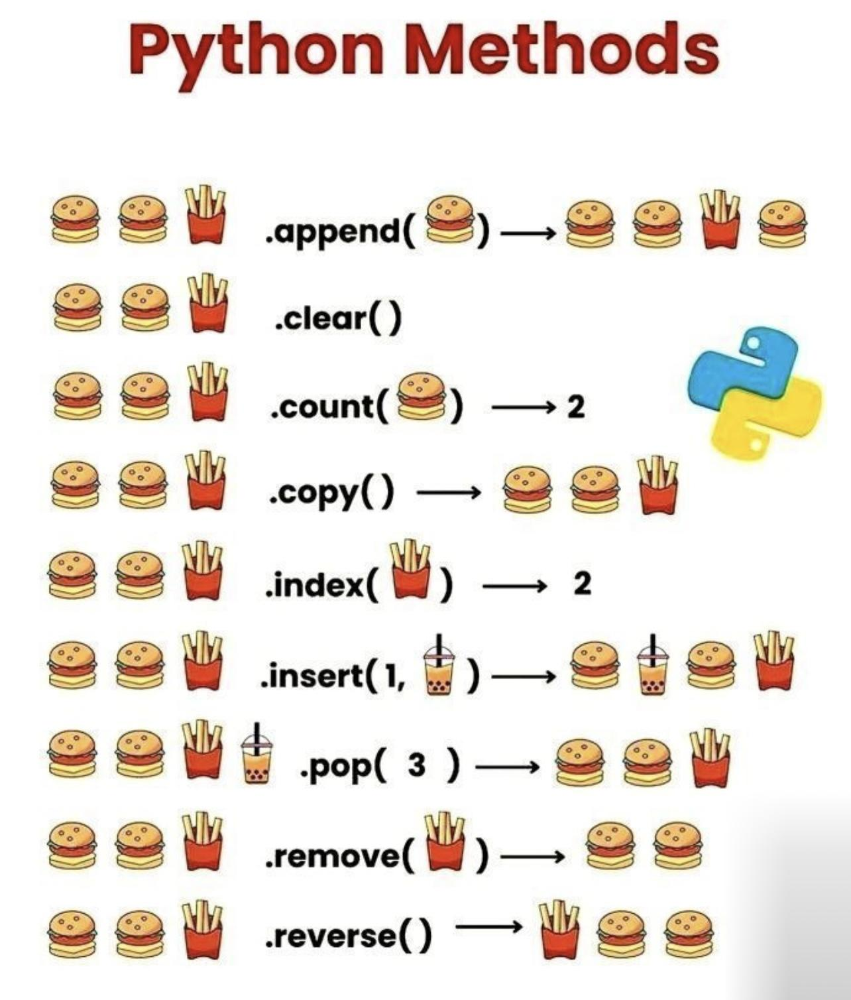 Python Methods
.append( )
.clear( )
.count( ) 2
.copy( )
.index( ) 2
.insert( 1, )
.pop( 3 )
.remove( )
.reverse( )